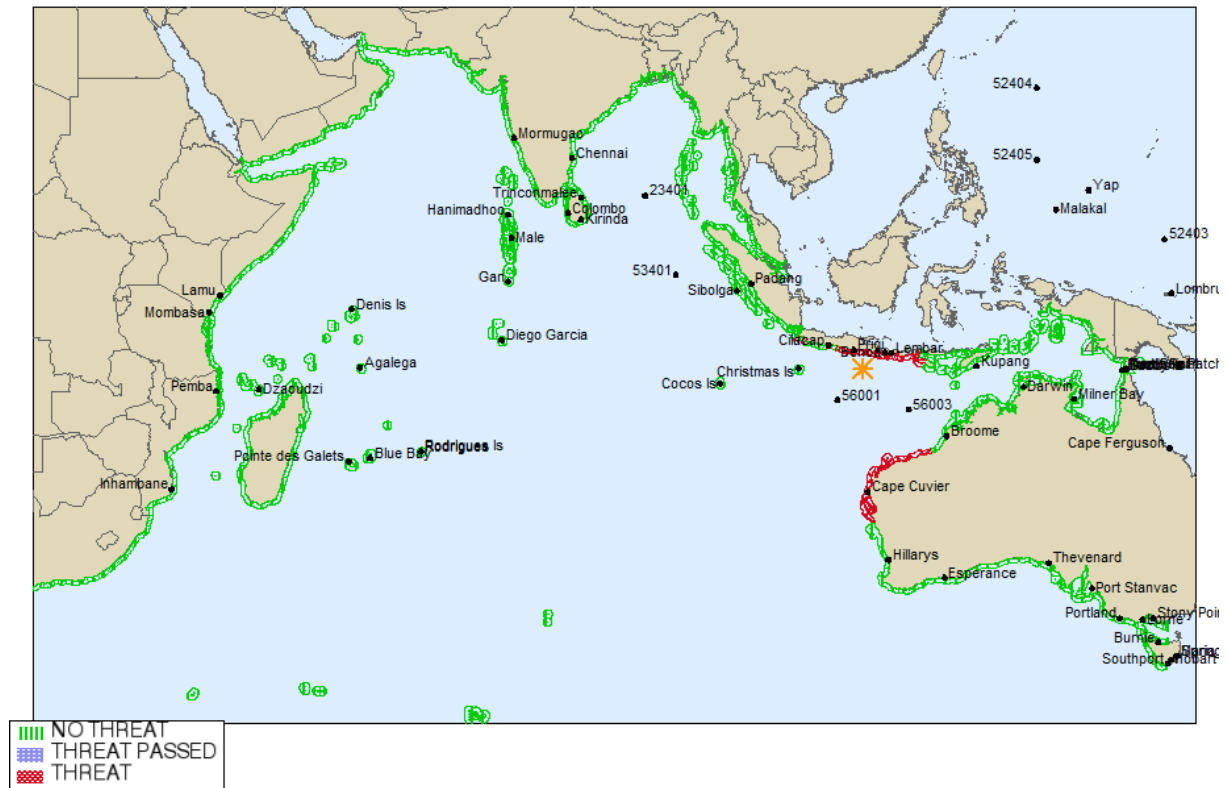 52404
Mormugao
Chennai
52405
Yap
23401
Trinconmalee
Malakal
Hanimadhoo
Colombo
Kirinda
Male
52403
53401
Gan
Padang
Sibolga
Lamu
Lombru
Denis Is
Mombasa
Diego Garcia
Cilacap
Prigi
Lembar
Agalega
Christmas Is
Kupang
Cocos Is
Pemba
Dzaoudzi
Darwin
Milner Bay
56001
56003
Broome
Cape Ferguson
Rodrigues Is
Blue Bay
Pointe des Galets
Inhambane
Cape Cuvier
Hillarys
Thevenard
Esperance
Port Stanvac
Portland
Stony Poin
Lorne
Burnie
Southport
Hobart
NO THREAT
THREAT PASSED
THREAT